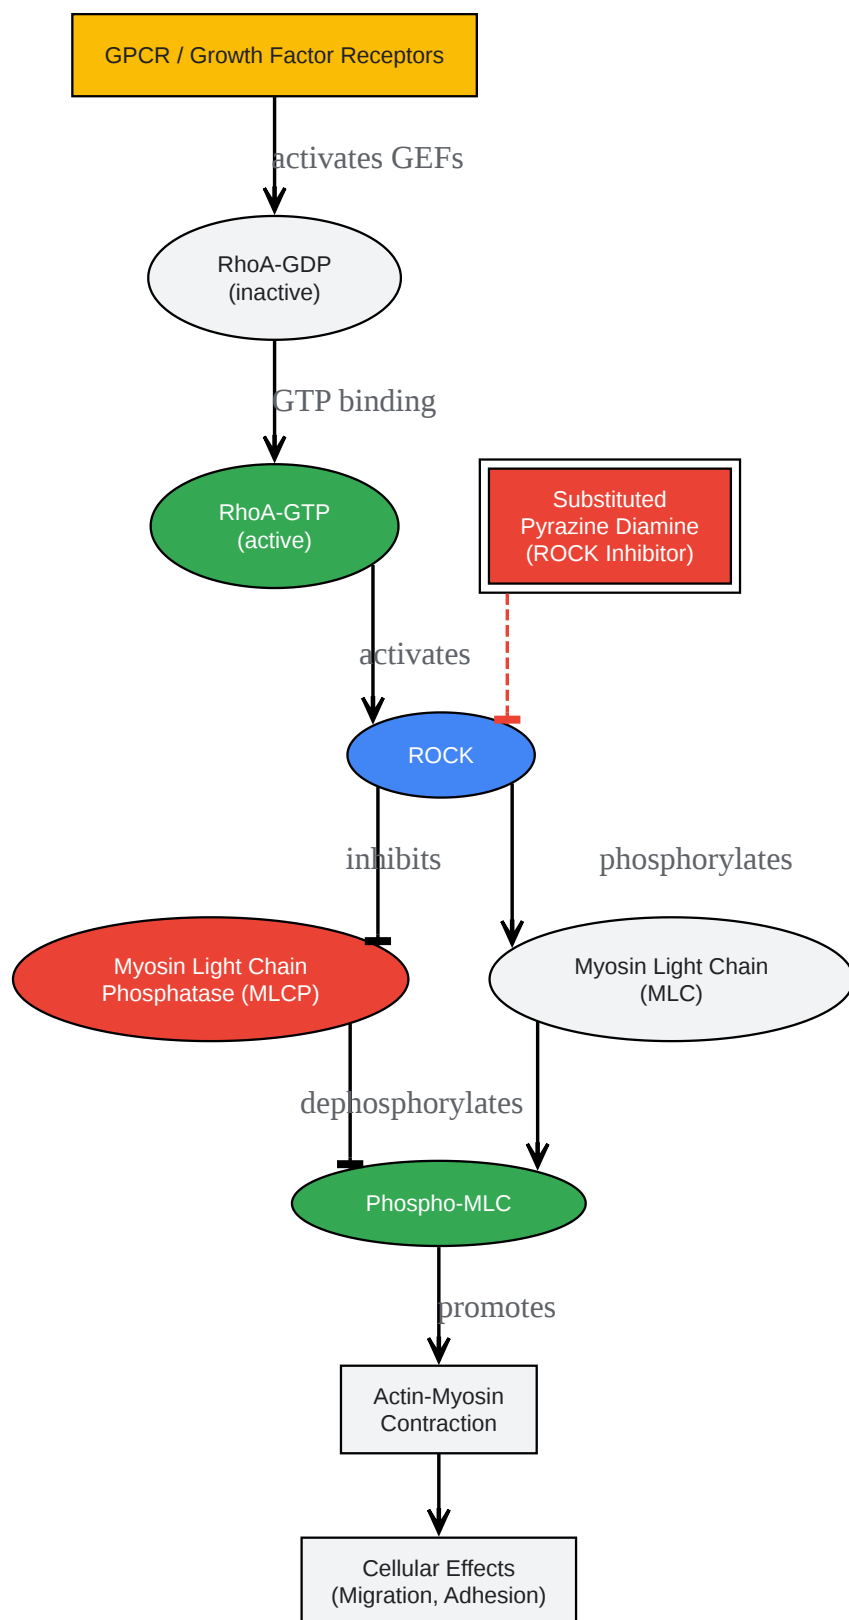 GPCR / Growth Factor Receptors
activates GEFs
RhoA-GDP
(inactive)
GTP binding
RhoA-GTP
(active)
Substituted
Pyrazine Diamine
(ROCK Inhibitor)
activates
ROCK
inhibits
phosphorylates
Myosin Light Chain
Phosphatase (MLCP)
Myosin Light Chain
(MLC)
dephosphorylates
Phospho-MLC
promotes
Actin-Myosin
Contraction
Cellular Effects
(Migration, Adhesion)